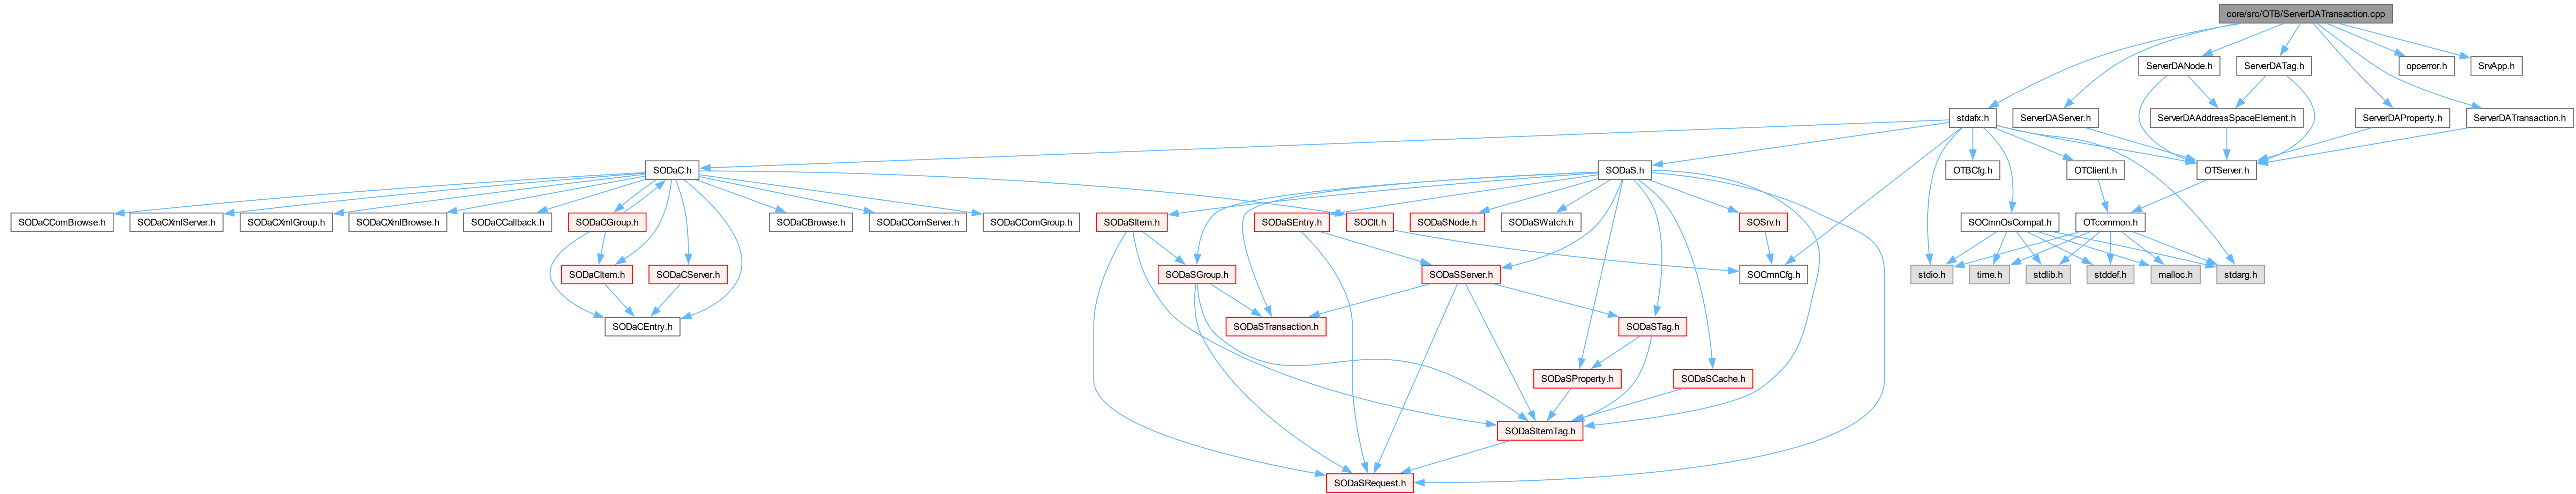 core/src/OTB/ServerDATransaction.cpp
ServerDANode.h
ServerDATag.h
opcerror.h
SrvApp.h
stdafx.h
ServerDAServer.h
ServerDAAddressSpaceElement.h
ServerDAProperty.h
ServerDATransaction.h
SODaC.h
SODaS.h
OTBCfg.h
OTClient.h
OTServer.h
SODaCComBrowse.h
SODaCXmlServer.h
SODaCXmlGroup.h
SODaCXmlBrowse.h
SODaCCallback.h
SODaCGroup.h
SOClt.h
SODaCBrowse.h
SODaCComServer.h
SODaCComGroup.h
SODaSItem.h
SODaSEntry.h
SODaSNode.h
SODaSWatch.h
SOSrv.h
SOCmnOsCompat.h
OTcommon.h
SODaCItem.h
SODaCServer.h
SODaSGroup.h
SODaSServer.h
SOCmnCfg.h
stdio.h
time.h
stdlib.h
stddef.h
malloc.h
stdarg.h
SODaCEntry.h
SODaSTransaction.h
SODaSTag.h
SODaSProperty.h
SODaSCache.h
SODaSItemTag.h
SODaSRequest.h